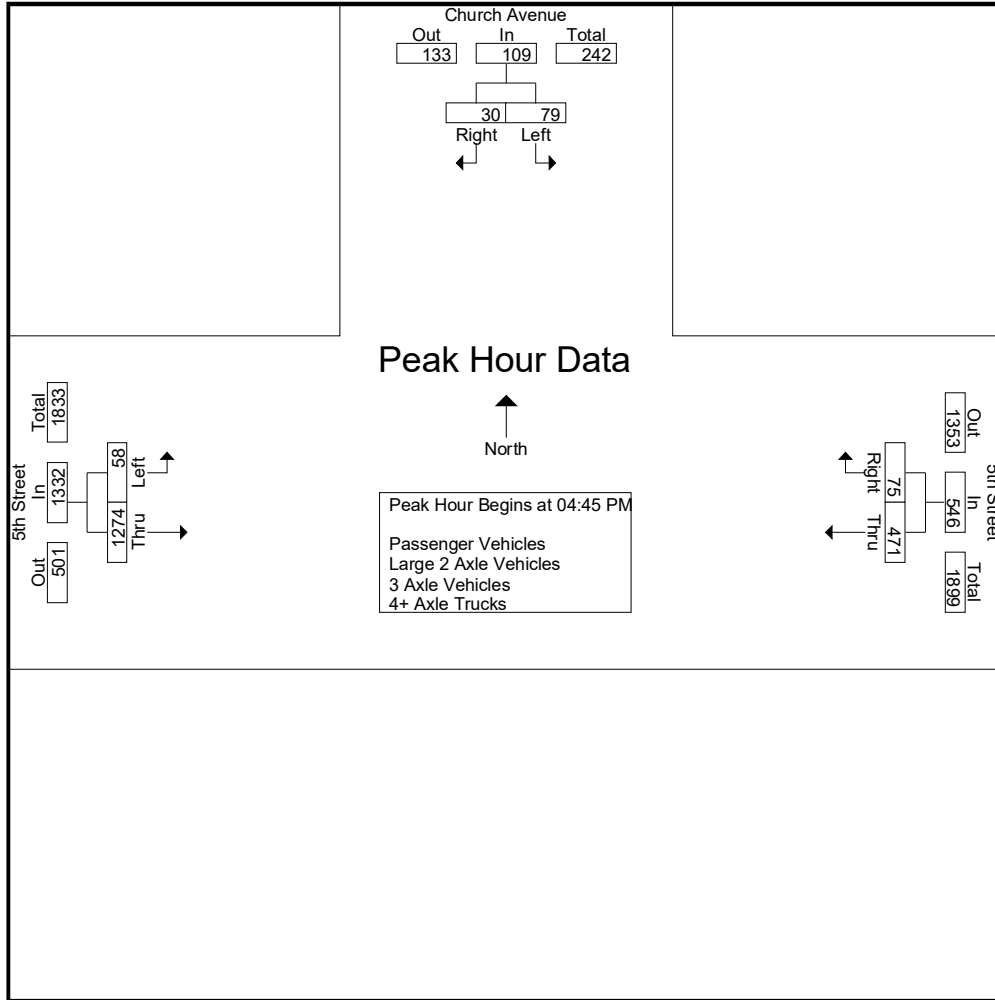 Church Avenue
Out In Total
133 109 242
30 79
Right Left
Peak Hour Data
North
Peak Hour Begins at 04:45 PM
Passenger Vehicles
Large 2 Axle Vehicles
3 Axle Vehicles
4+ Axle Trucks
5th Street
Out In Total
501 1332 1833
58
Left
1274
Thru
5th Street
Out In Total
1353 546 1899
75
Right
471
Thru